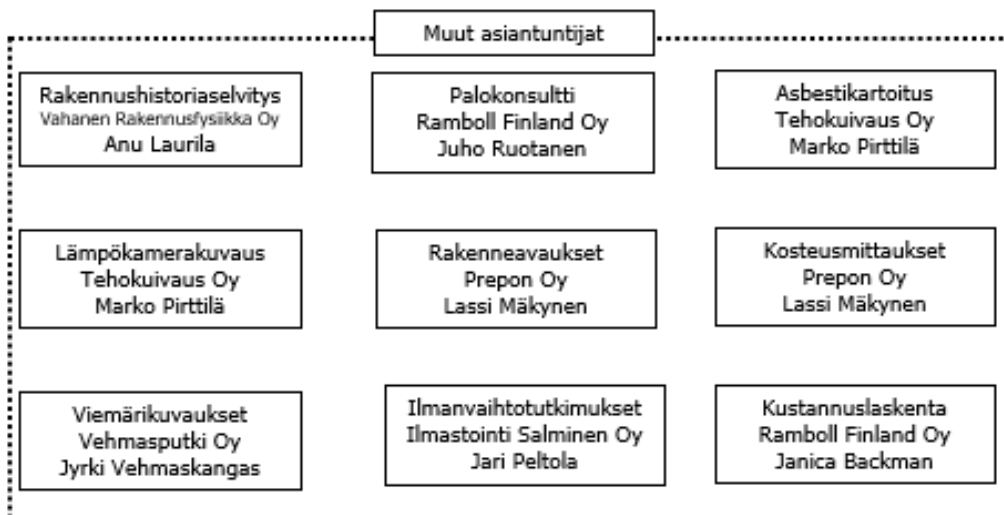 Muut asiantuntijat
Rakennushistoriaselvitys
Vahanen Rakennusfysiikka Oy
Anu Laurila
Palokonsultti
Ramboll Finland Oy
Juho Ruotanen
Asbestikartoitus
Tehokuivaus Oy
Marko Pirttilä
Lämpökamerakuvaus
Tehokuivaus Oy
Marko Pirttilä
Rakenneavaukset
Prepon Oy
Lassi Mäkynen
Kosteusmittaukset
Prepon Oy
Lassi Mäkynen
Viemärikuvaukset
Vehmasputki Oy
Jyrki Vehmaskangas
Ilmanvaihtotutkimukset
Ilmastointi Salminen Oy
Jari Peltola
Kustannuslaskenta
Ramboll Finland Oy
Janica Backman